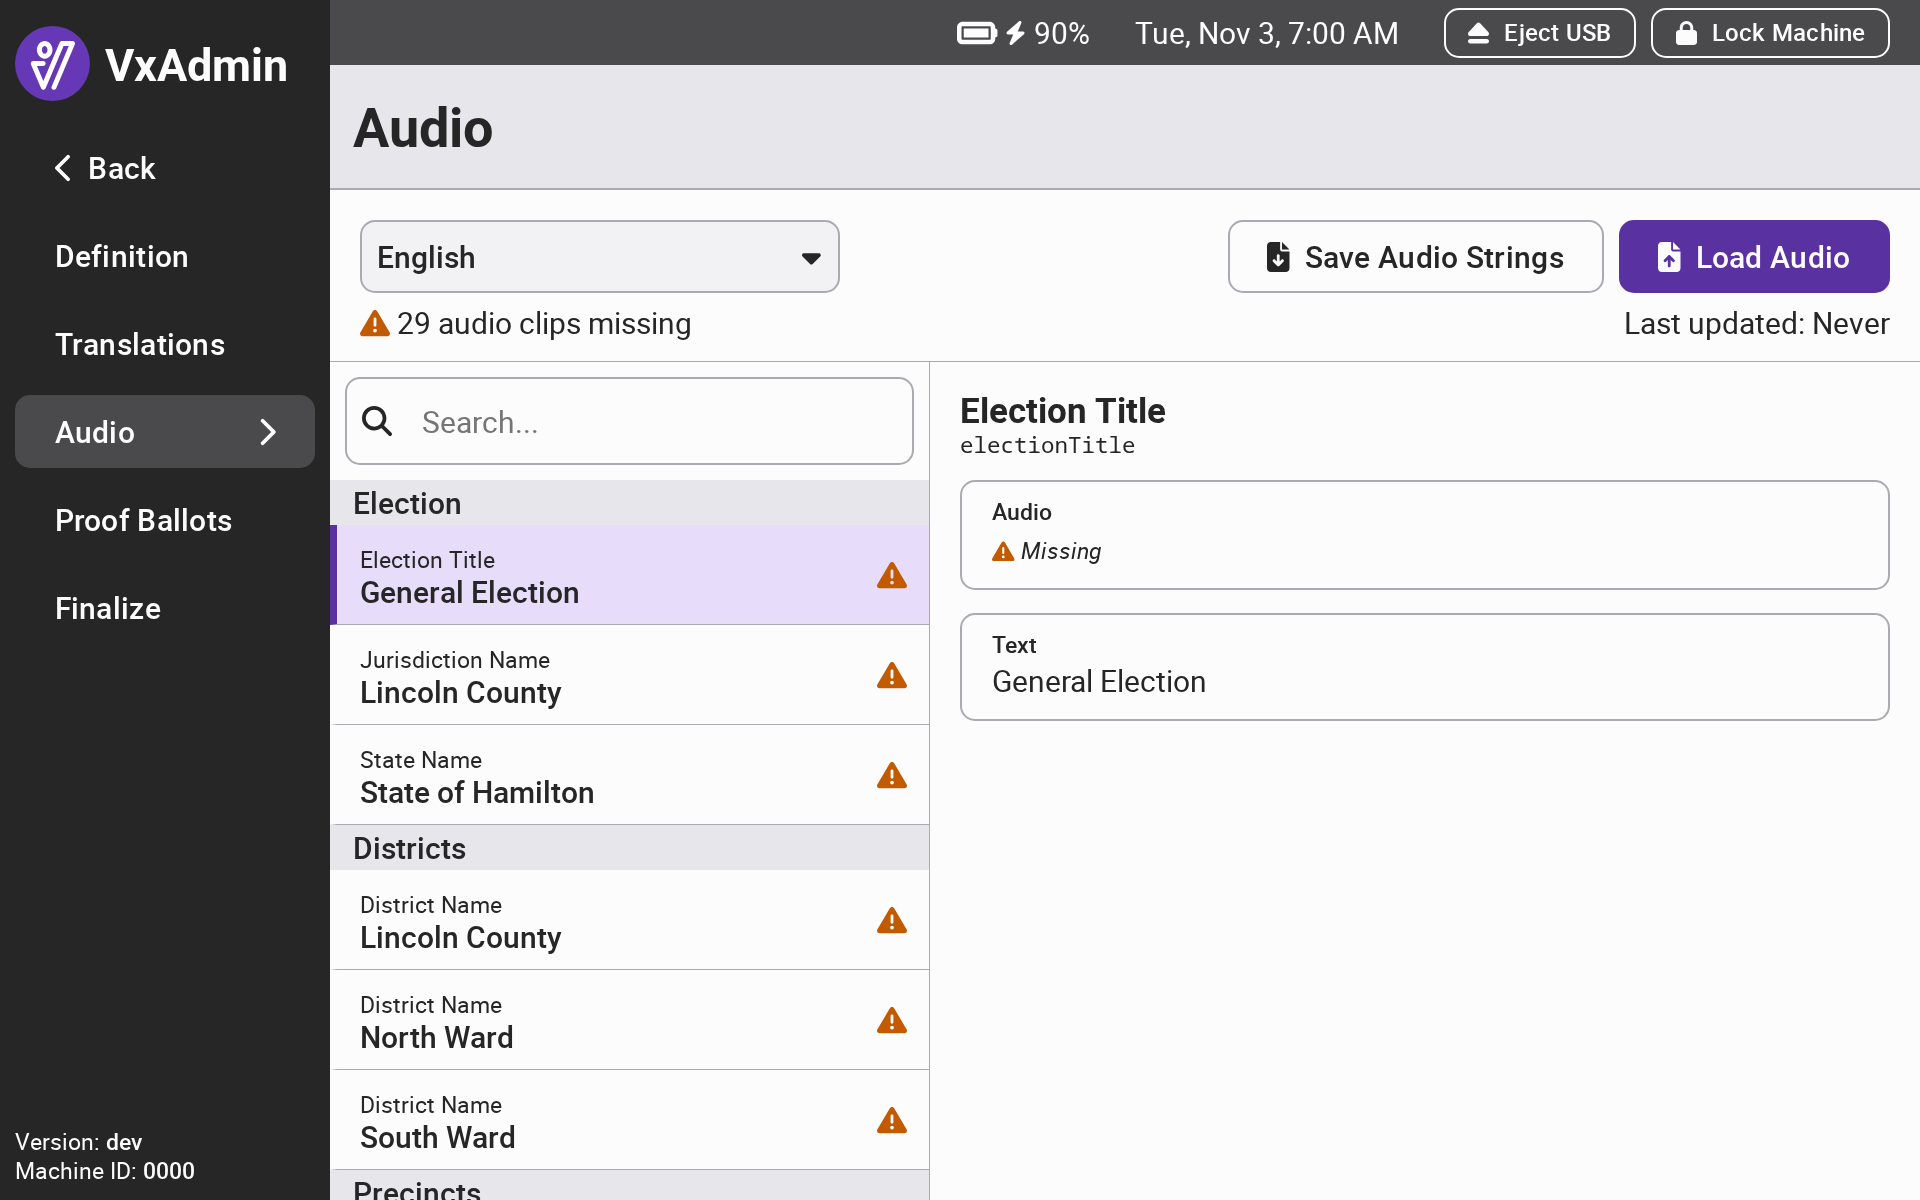 VxAdmin
Back
Definition
Translations
Audio
Proof Ballots
Finalize
Version: dev
Machine ID: 0000
90%
Tue, Nov 3, 7:00 AM
Eject USB
Lock Machine
Audio
English
Save Audio Strings
Load Audio
29 audio clips missing
Last updated: Never
Search...
Election
Election Title
General Election
Jurisdiction Name
Lincoln County
State Name
State of Hamilton
Districts
District Name
Lincoln County
District Name
North Ward
District Name
South Ward
Precincts
Election Title
electionTitle
Audio
Missing
Text
General Election